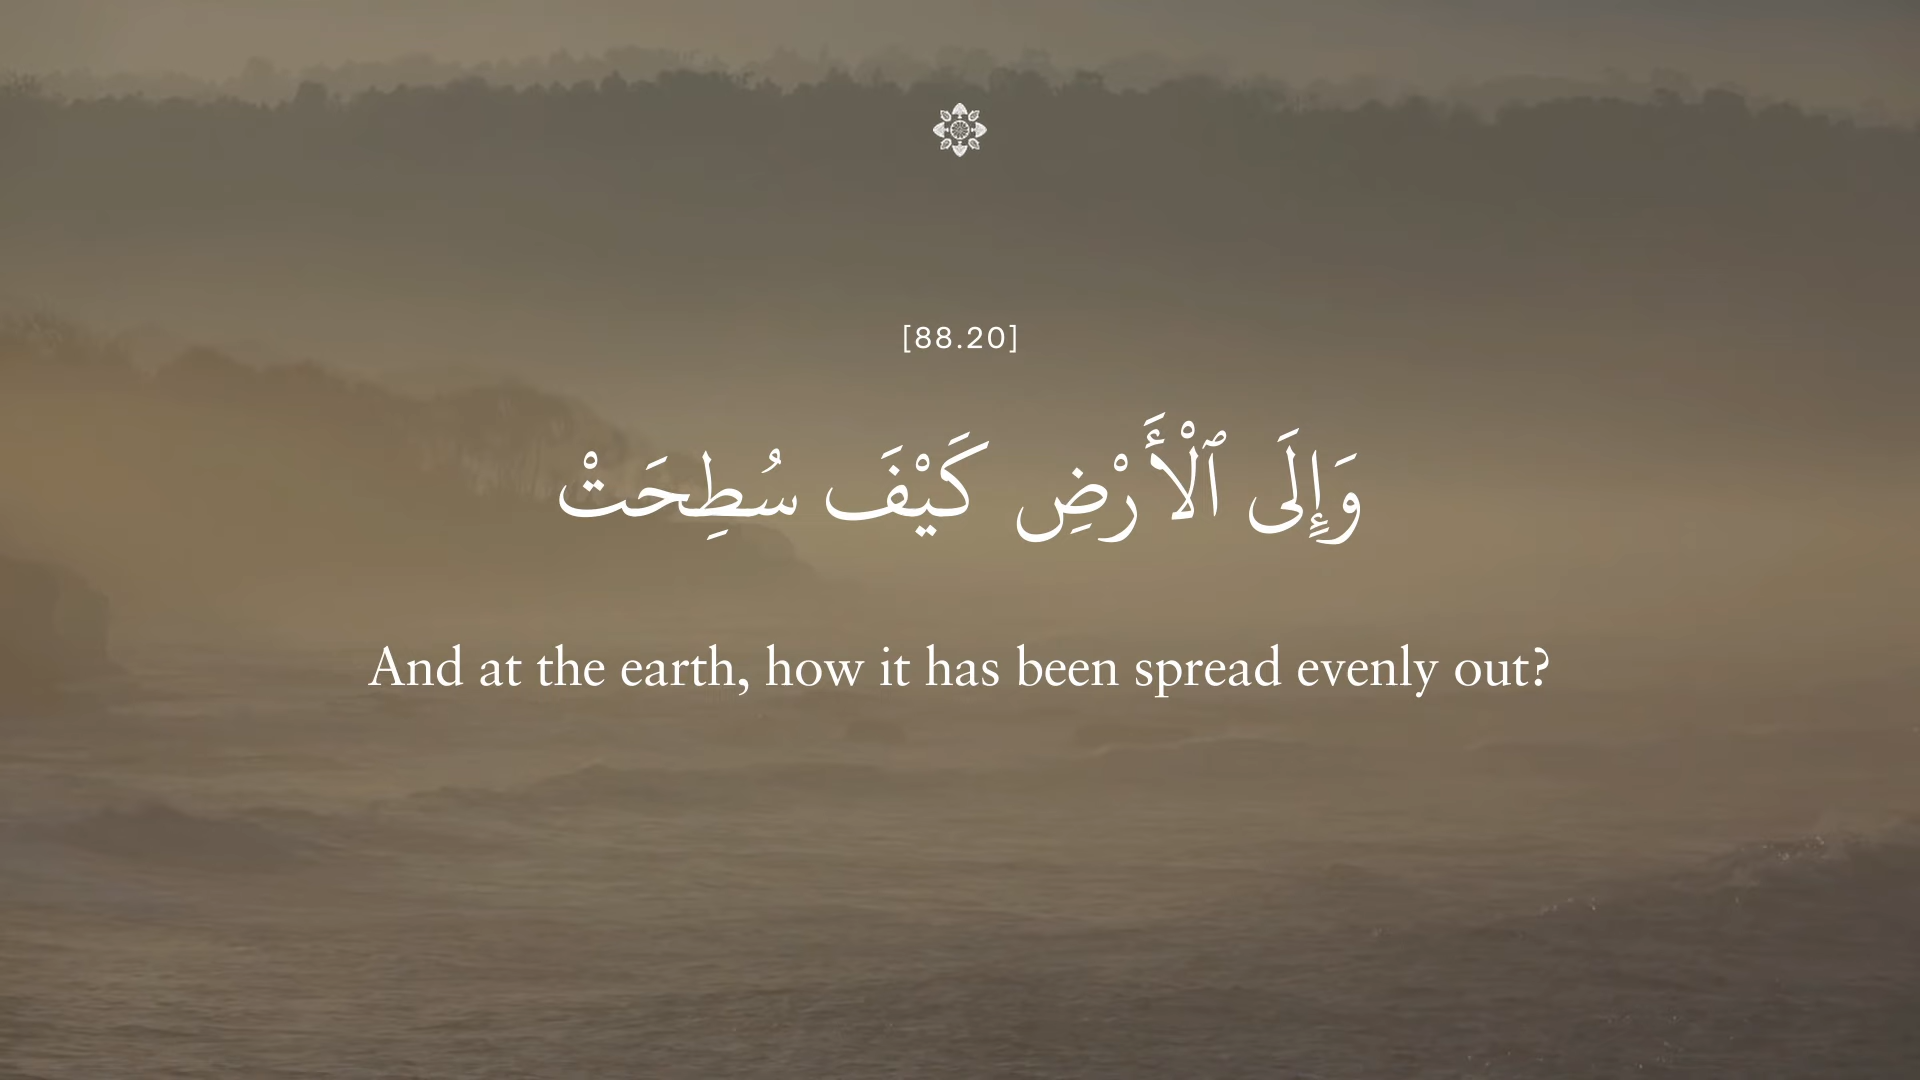 [88.20]
وَإِلَى ٱلْأَرْضِ كَيْفَ سُطِحَتْ
And at the earth, how it has been spread evenly out?